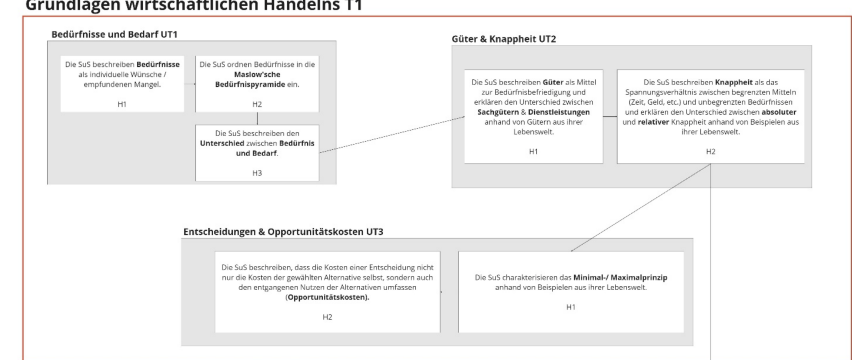 Grundlagen wirtschaftlichen Handelns T1
Bedürfnisse und Bedarf UT1
Die SuS beschreiben Bedürfnisse
als individuelle Wünsche /
empfundenen Mangel.
H1
Die SuS ordnen Bedürfnisse in die
Maslow'sche
Bedürfnispyramide ein.
H2
Die SuS beschreiben den
Unterschied zwischen Bedürfnis
und Bedarf.
H3
Güter & Knappheit UT2
Die SuS beschreiben Güter als Mittel
zur Bedürfnisbefriedigung und
erklären den Unterschied zwischen
Sachgütern & Dienstleistungen
anhand von Gütern aus ihrer
Lebenswelt.
H1
Die SuS beschreiben Knappheit als das
Spannungsverhältnis zwischen begrenzten Mitteln
(Zeit, Geld, etc.) und unbegrenzten Bedürfnissen
und erklären den Unterschied zwischen absoluter
und relativer Knappheit anhand von Beispielen aus
ihrer Lebenswelt.
H2
Entscheidungen & Opportunitätskosten UT3
Die SuS beschreiben, dass die Kosten einer Entscheidung nicht
nur die Kosten der gewählten Alternative selbst, sondern auch
den entgangenen Nutzen der Alternativen umfassen
(Opportunitätskosten).
H2
Die SuS charakterisieren das Minimal-/ Maximalprinzip
anhand von Beispielen aus ihrer Lebenswelt.
H1